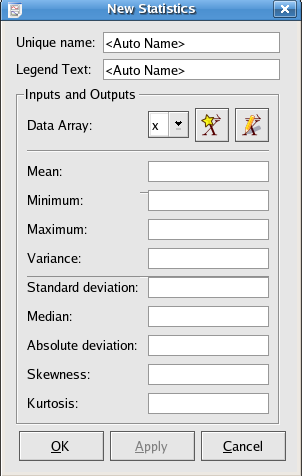 New Statistics
Unique name: <Auto Name>
Legend Text: <Auto Name>
Inputs and Outputs
Data Array: x
Mean:
Minimum:
Maximum:
Variance:
Standard deviation:
Median:
Absolute deviation:
Skewness:
Kurtosis:
OK Apply Cancel